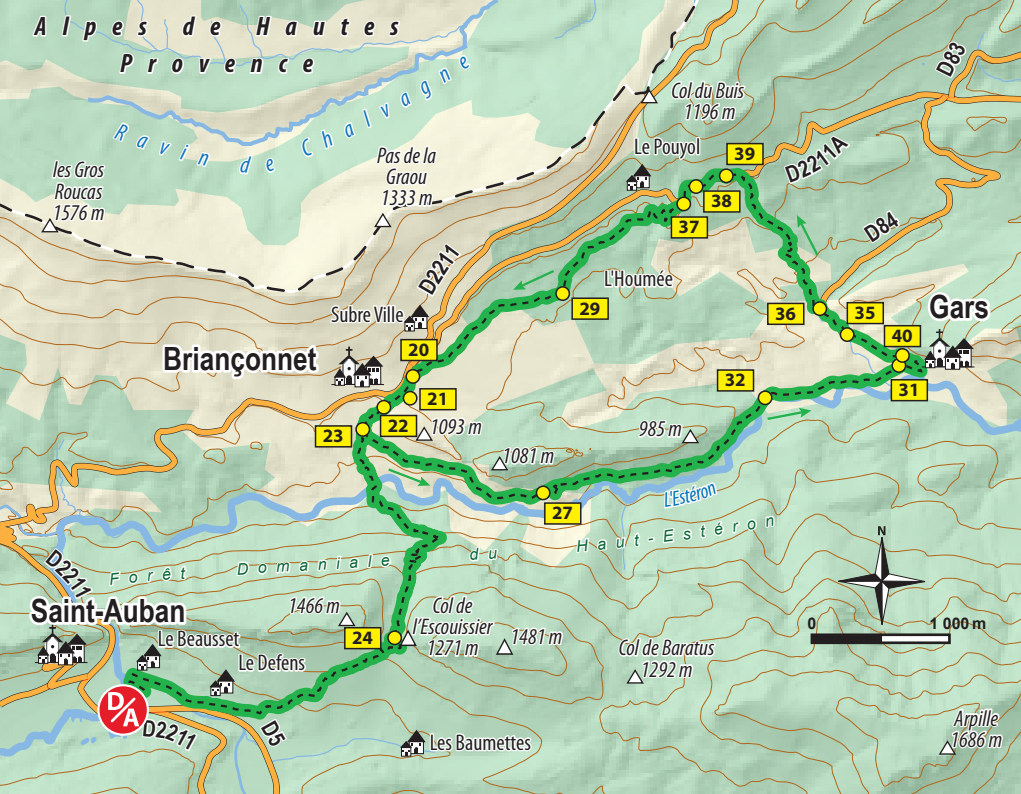 Alpes de Hautes
Provence
Ravin de Chalvagne
D83
Col du Buis
1196 m
les Gros
Roucas
1576 m
Pas de la
Graou
1333 m
Le Pouyol
39
D2211A
38
37
D84
D2211
L'Houmée
29
36
35
Gars
40
31
Subre Ville
20
Briançonnet
21
32
22
1093 m
23
985 m
1081 m
L'Estéron
27
Forêt Domaniale du Haut-Estéron
D2211
N
Saint-Auban
1466 m
Col de
l'Escouissier
1271 m
24
1481 m
0
1 000 m
Le Beausset
Le Defens
Col de Baratus
1292 m
D/A
D2211
D5
Les Baumettes
Arpille
1686 m